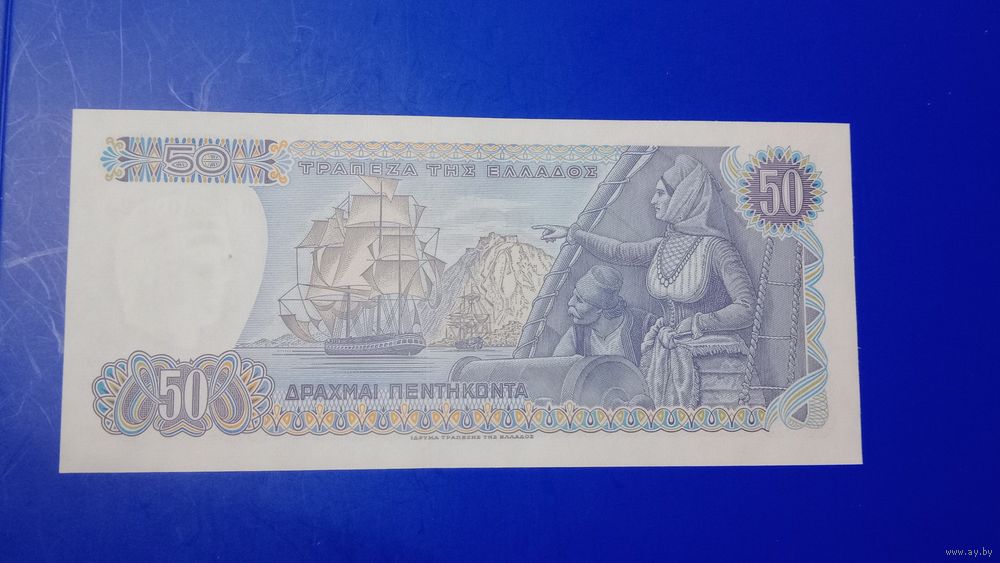 50
ΤΡΑΠΕΖΑ ΤΗΣ ΕΛΛΑΔΟΣ
50
50
ΔΡΑΧΜΑΙ ΠΕΝΤΗΚΟΝΤΑ
ΙΔΡΥΜΑ ΤΡΑΠΕΖΗΣ ΤΗΣ ΕΛΛΑΔΟΣ
www.ay.by